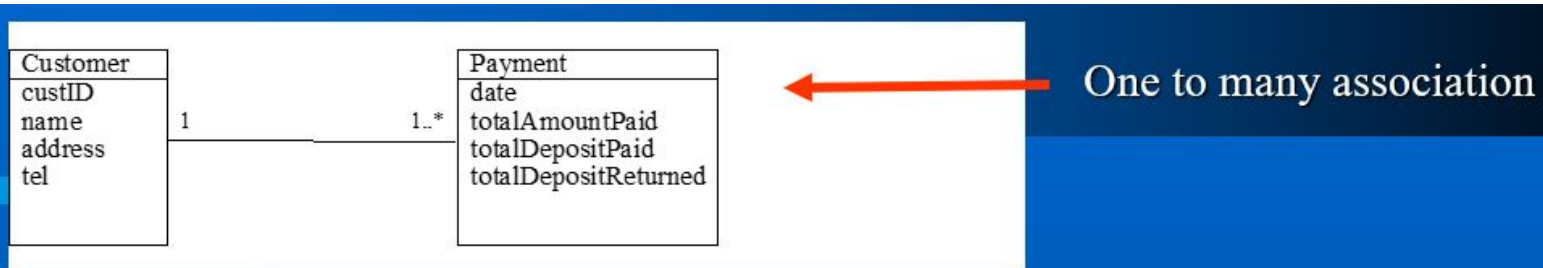 Customer
custID
name
address
tel
1
1..*
Payment
date
totalAmountPaid
totalDepositPaid
totalDepositReturned
One to many association